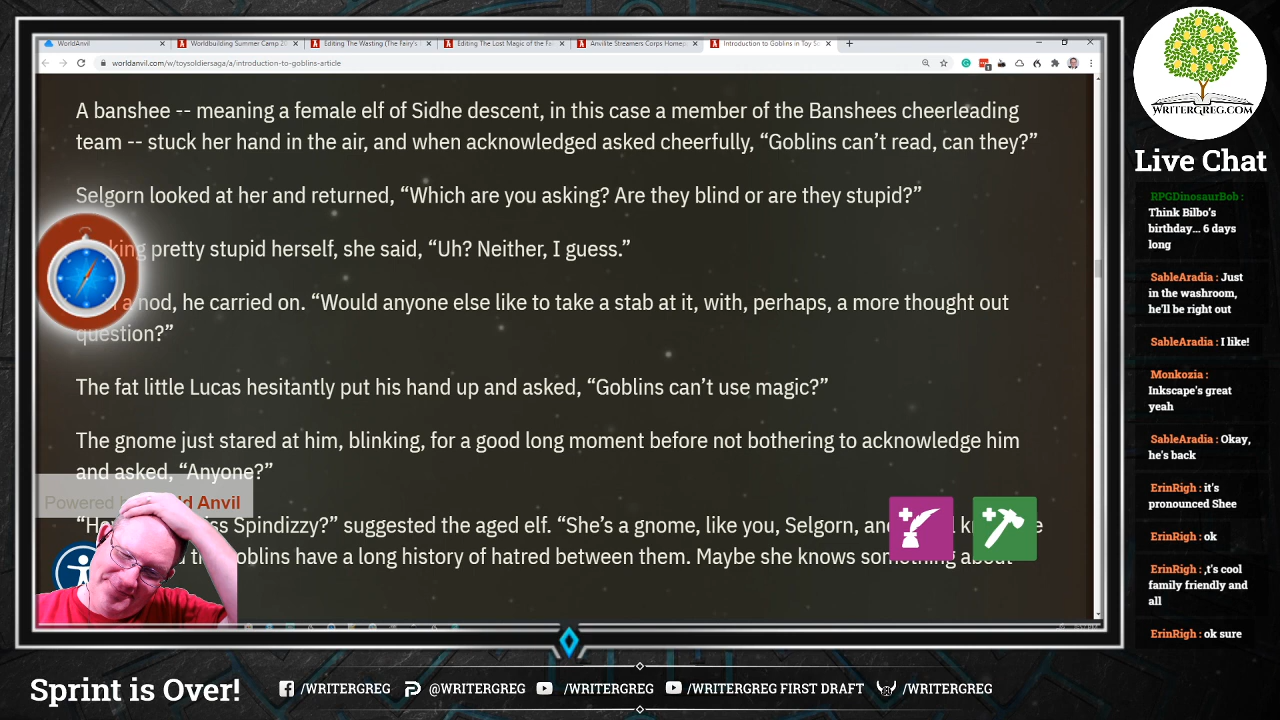 WorldAnvil
Worldbuilding Summer Camp 2
Editing The Wasting (The Fairy's
Editing The Lost Magic of the Fa
Anvilite Streamers Corps Homep
Introduction to Goblins in Toy So
worldanvil.com/w/toysoldiersaga/a/introduction-to-goblins-article
A banshee -- meaning a female elf of Sidhe descent, in this case a member of the Banshees cheerleading
team -- stuck her hand in the air, and when acknowledged asked cheerfully, “Goblins can’t read, can they?”
Selgorn looked at her and returned, “Which are you asking? Are they blind or are they stupid?”
king pretty stupid herself, she said, “Uh? Neither, I guess.”
a nod, he carried on. “Would anyone else like to take a stab at it, with, perhaps, a more thought out
question?”
The fat little Lucas hesitantly put his hand up and asked, “Goblins can’t use magic?”
The gnome just stared at him, blinking, for a good long moment before not bothering to acknowledge him
and asked, “Anyone?”
Powered World Anvil
Spindizzy?” suggested the aged elf. “She’s a gnome, like you, Selgorn, and
goblins have a long history of hatred between them. Maybe she knows something about
WRITERGREG.COM
Live Chat
RPGDinosaurBob :
Think Bilbo's
birthday... 6 days
long
SableAradia : Just
in the washroom,
he'll be right out
SableAradia : I like!
Monkozia :
Inkscape's great
yeah
SableAradia : Okay,
he's back
ErinRigh : it's
pronounced Shee
ErinRigh : ok
ErinRigh : ,t's cool
family friendly and
all
ErinRigh : ok sure
Sprint is Over!
/WRITERGREG
@WRITERGREG
/WRITERGREG
/WRITERGREG FIRST DRAFT
/WRITERGREG